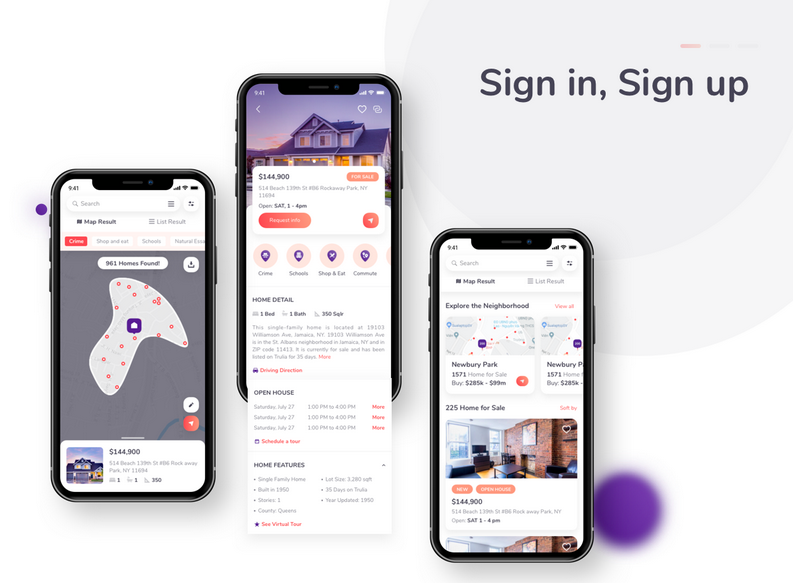 Sign in, Sign up
9:41
Search
Map Result
List Result
Crime
Shop and eat
Schools
Natural Essu
961 Homes Found!
$144,900
514 Beach 139th St #B6 Rock away
Park, NY 11694
1
1
350
9:41
$144,900
FOR SALE
514 Beach 139th St #B6 Rockaway Park, NY
11694
Open: SAT, 1 - 4pm
Request info
Crime
Schools
Shop & Eat
Commute
HOME DETAIL
1 Bed
1 Bath
350 Sqlr
This single-family home is located at 19103
Williamson Ave, Jamaica, NY. 19103 Williamson Ave
is in the St. Albans neighborhood in Jamaica, NY and in
ZIP code 11413. It is currently for sale and has been
listed on Trulia for 35 days. More
Driving Direction
OPEN HOUSE
Saturday, July 27 1:00 PM to 4:00 PM More
Saturday, July 27 1:00 PM to 4:00 PM More
Saturday, July 27 1:00 PM to 4:00 PM More
Schedule a tour
HOME FEATURES
• Single Family Home
• Lot Size: 3,280 sqft
• Built in 1950
• 35 Days on Trulia
• Stories: 1
• Year Updated: 1950
• County: Queens
See Virtual Tour
9:41
Search
Map Result
List Result
Explore the Neighborhood
View all
Newbury Park
1571 Home for Sale
Buy: $285k - $99m
Newbury P
1571 Home
Buy: $285k -
225 Home for Sale
Soft by
NEW
OPEN HOUSE
$144,900
514 Beach 139th St #B6 Rock away Park, NY
Open: SAT 1 - 4 pm